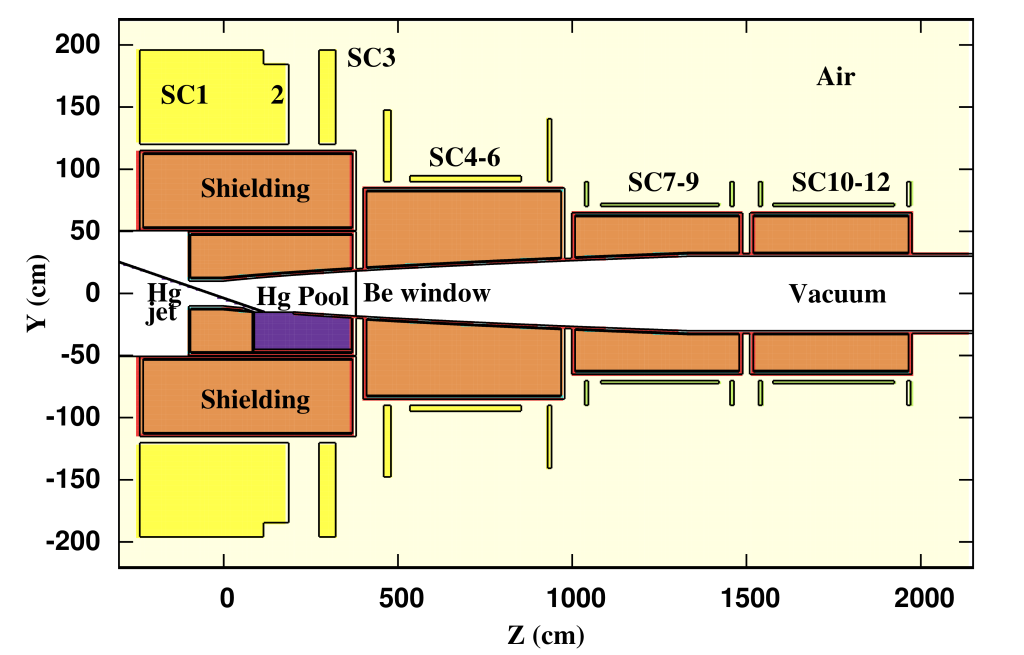 200
SC3
SC1 2
Air
150
SC4-6
100
Shielding
SC7-9
SC10-12
50
0
Hg
jet
Hg Pool
Be window
Vacuum
-50
Shielding
-100
-150
-200
Y (cm)
0 500 1000 1500 2000
Z (cm)